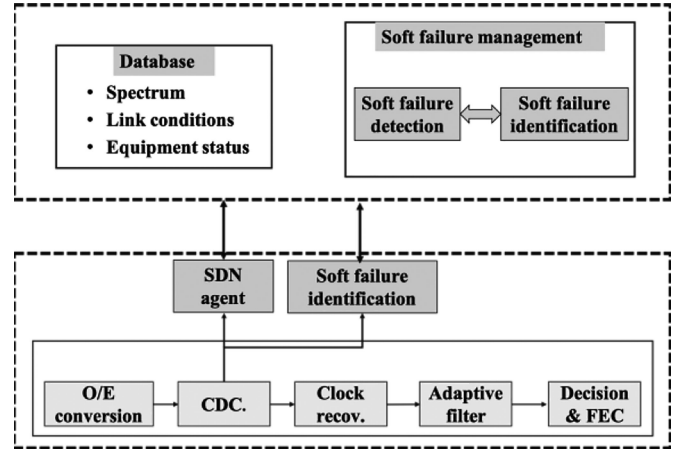 Soft failure management
Database
• Spectrum
• Link conditions
• Equipment status
Soft failure
detection
Soft failure
identification
SDN
agent
Soft failure
identification
O/E
conversion
CDC.
Clock
recov.
Adaptive
filter
Decision
& FEC